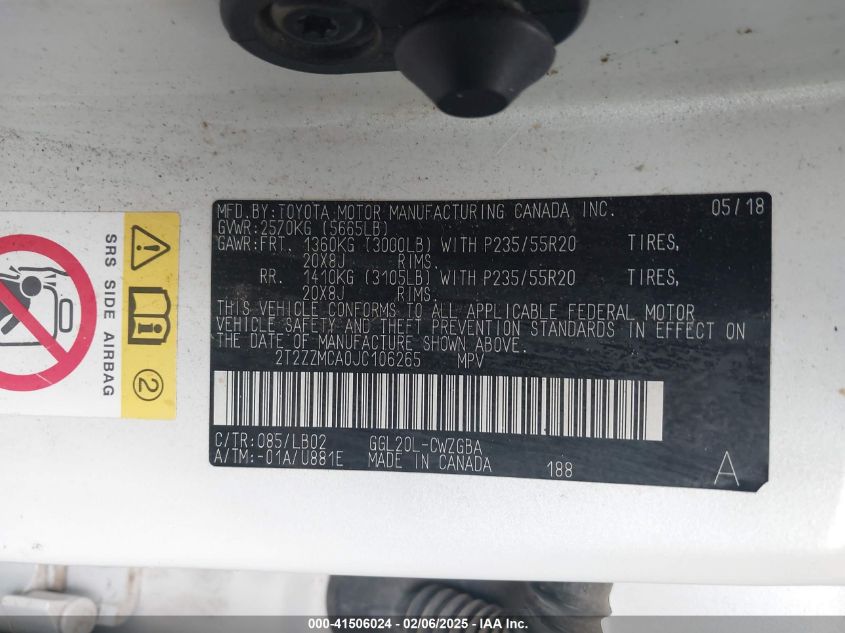 MFD.BY:TOYOTA MOTOR MANUFACTURING CANADA INC. 05/18
GVWR:2570KG (5665LB)
GAWR:FRT. 1360KG (3000LB) WITH P235/55R20 TIRES,
20X8J RIMS.
RR. 1410KG (3105LB) WITH P235/55R20 TIRES,
20X8J RIMS.
THIS VEHICLE CONFORMS TO ALL APPLICABLE FEDERAL MOTOR
VEHICLE SAFETY AND THEFT PREVENTION STANDARDS IN EFFECT ON
THE DATE OF MANUFACTURE SHOWN ABOVE.
2T2ZZMCA0JC106265 MPV
C/TR:085/LB02 GGL20L-CWZGBA
A/TM:-01A/U881E MADE IN CANADA 188 A
SRS SIDE AIRBAG
2
000-41506024 - 02/06/2025 - IAA Inc.